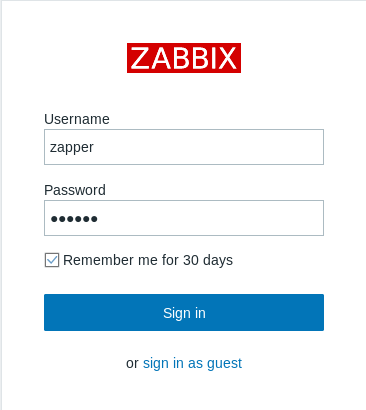 ZABBIX
Username
zapper
Password
●●●●●●
Remember me for 30 days
Sign in
or sign in as guest